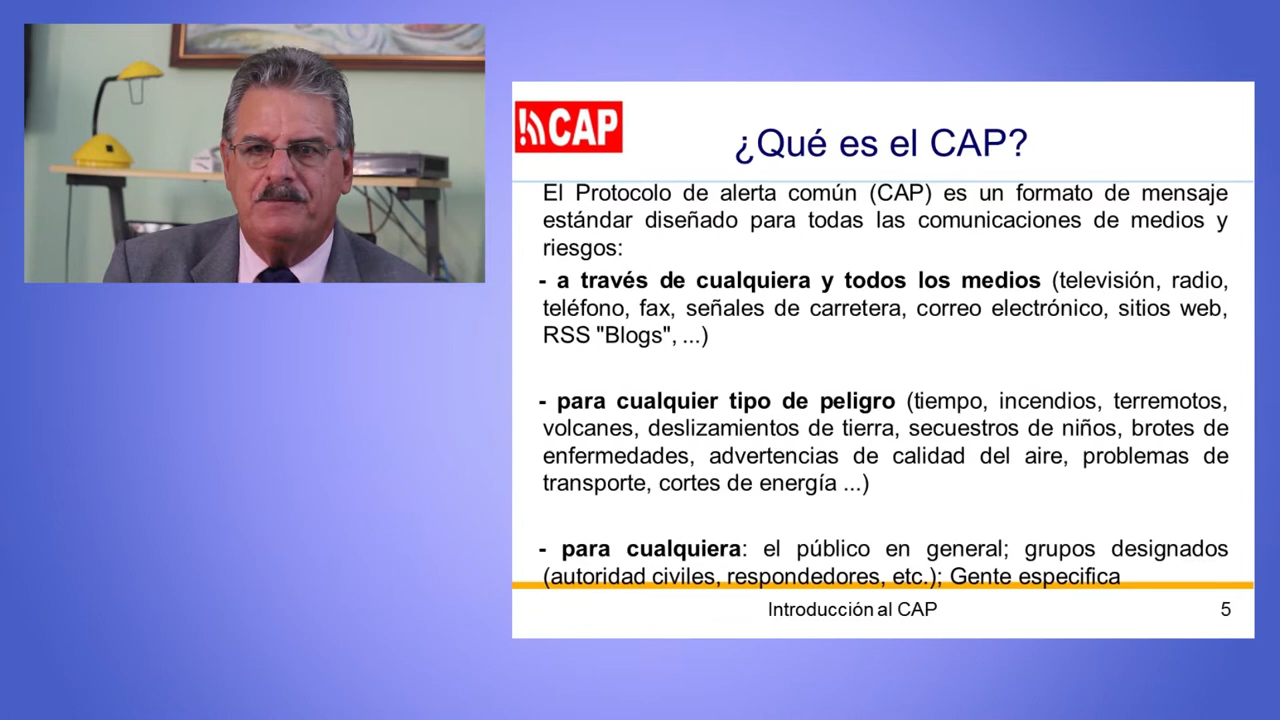 CAP
¿Qué es el CAP?
El Protocolo de alerta común (CAP) es un formato de mensaje
estándar diseñado para todas las comunicaciones de medios y
riesgos:
- a través de cualquiera y todos los medios (televisión, radio,
teléfono, fax, señales de carretera, correo electrónico, sitios web,
RSS "Blogs", ...)
- para cualquier tipo de peligro (tiempo, incendios, terremotos,
volcanes, deslizamientos de tierra, secuestros de niños, brotes de
enfermedades, advertencias de calidad del aire, problemas de
transporte, cortes de energía ...)
- para cualquiera: el público en general; grupos designados
(autoridad civiles, respondedores, etc.); Gente especifica
Introducción al CAP
5